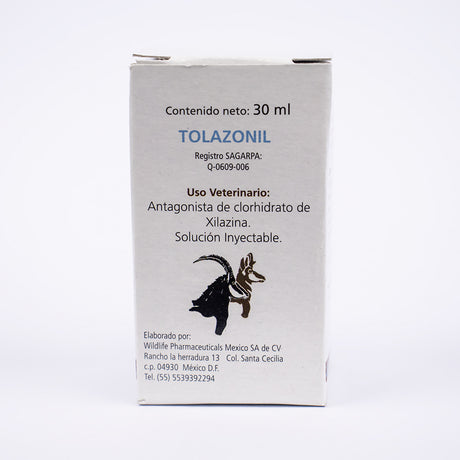 Contenido neto: 30 ml
TOLAZONIL
Registro SAGARPA:
Q-0609-006
Uso Veterinario:
Antagonista de clorhidrato de
Xilazina.
Solución Inyectable.
Elaborado por:
Wildlife Pharmaceuticals Mexico SA de CV
Rancho la herradura 13 Col. Santa Cecilia
c.p. 04930 México D.F.
Tel. (55) 5539392294